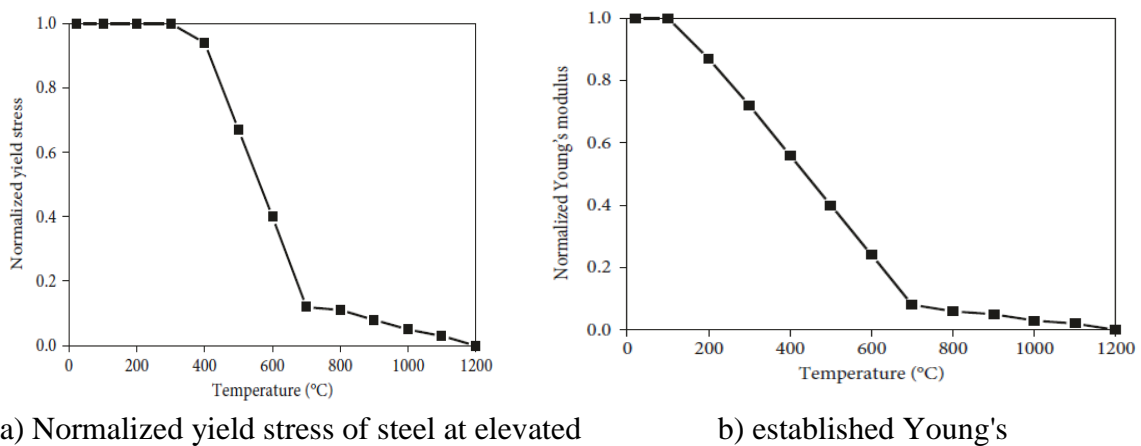 1.0
0.8
0.6
0.4
0.2
0.0
Normalized yield stress
0 200 400 600 800 1000 1200
Temperature (°C)
1.0
0.8
0.6
0.4
0.2
0.0
Normalized Young's modulus
0 200 400 600 800 1000 1200
Temperature (°C)
a) Normalized yield stress of steel at elevated
b) established Young's